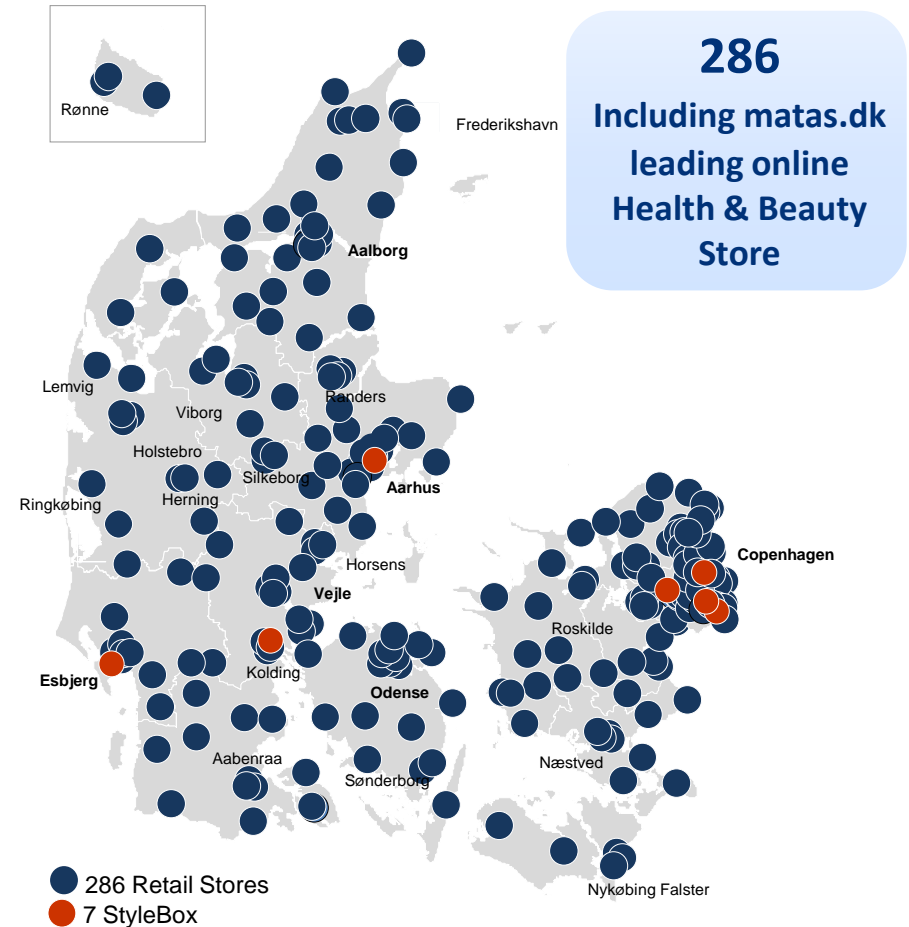 286
Including matas.dk
leading online
Health & Beauty
Store
Rønne
Frederikshavn
Aalborg
Lemvig
Randers
Viborg
Holstebro
Silkeborg
Aarhus
Ringkøbing
Herning
Copenhagen
Horsens
Vejle
Roskilde
Kolding
Esbjerg
Odense
Aabenraa
Næstved
Sønderborg
286 Retail Stores
Nykøbing Falster
7 StyleBox